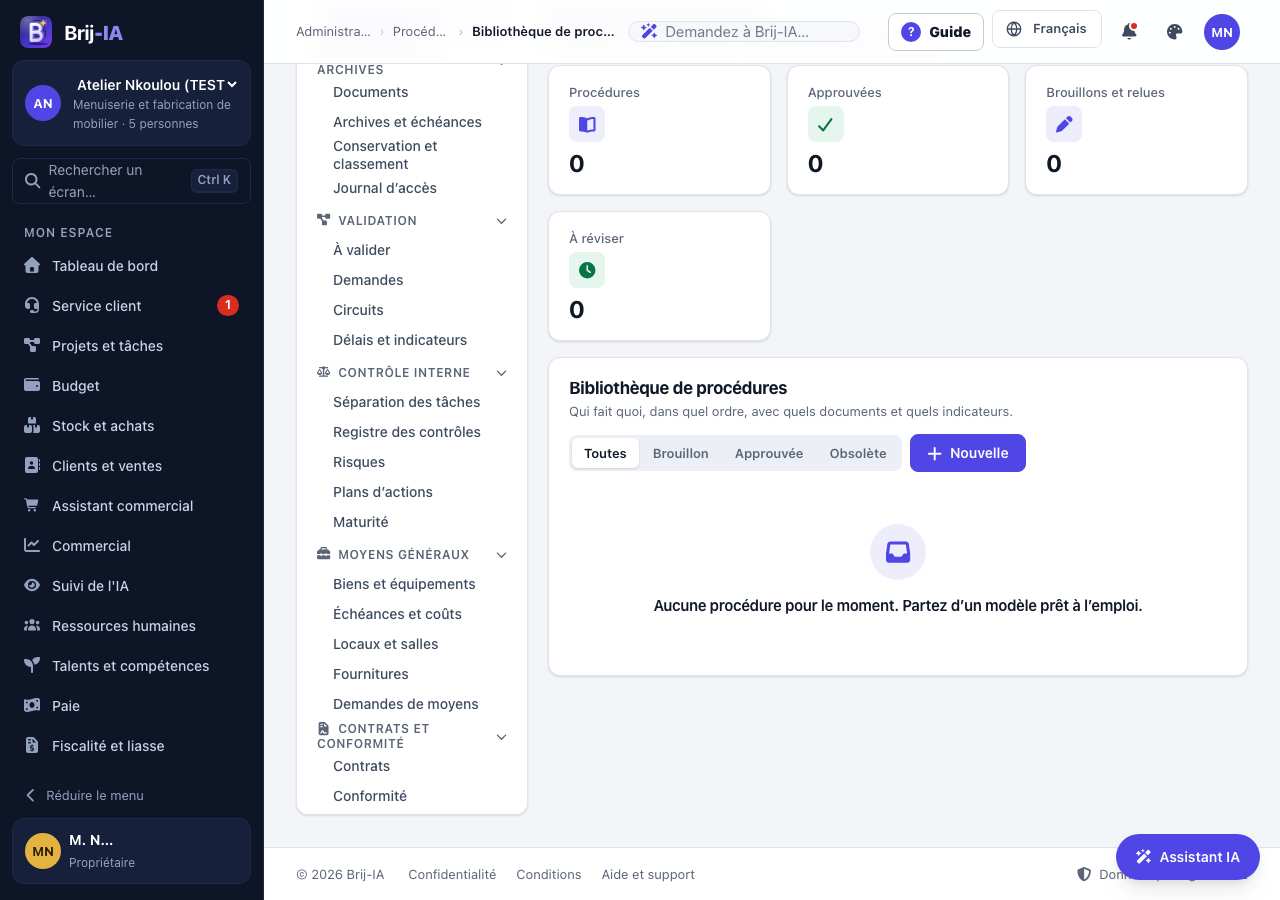 Brij-IA
AN
Atelier Nkoulou (TEST
Menuiserie et fabrication de
mobilier · 5 personnes
Rechercher un
écran...
Ctrl K
MON ESPACE
Tableau de bord
Service client
1
Projets et tâches
Budget
Stock et achats
Clients et ventes
Assistant commercial
Commercial
Suivi de l'IA
Ressources humaines
Talents et compétences
Paie
Fiscalité et liasse
Réduire le menu
MN
M. N...
Propriétaire
Administra... › Procéd... › Bibliothèque de proc...
Demandez à Brij-IA...
? Guide
Français
MN
ARCHIVES
Documents
Archives et échéances
Conservation et
classement
Journal d’accès
VALIDATION
À valider
Demandes
Circuits
Délais et indicateurs
CONTRÔLE INTERNE
Séparation des tâches
Registre des contrôles
Risques
Plans d’actions
Maturité
MOYENS GÉNÉRAUX
Biens et équipements
Échéances et coûts
Locaux et salles
Fournitures
Demandes de moyens
CONTRATS ET
CONFORMITÉ
Contrats
Conformité
Procédures
0
Approuvées
0
Brouillons et relues
0
À réviser
0
Bibliothèque de procédures
Qui fait quoi, dans quel ordre, avec quels documents et quels indicateurs.
Toutes Brouillon Approuvée Obsolète + Nouvelle
Aucune procédure pour le moment. Partez d’un modèle prêt à l’emploi.
© 2026 Brij-IA Confidentialité Conditions Aide et support
Assistant IA